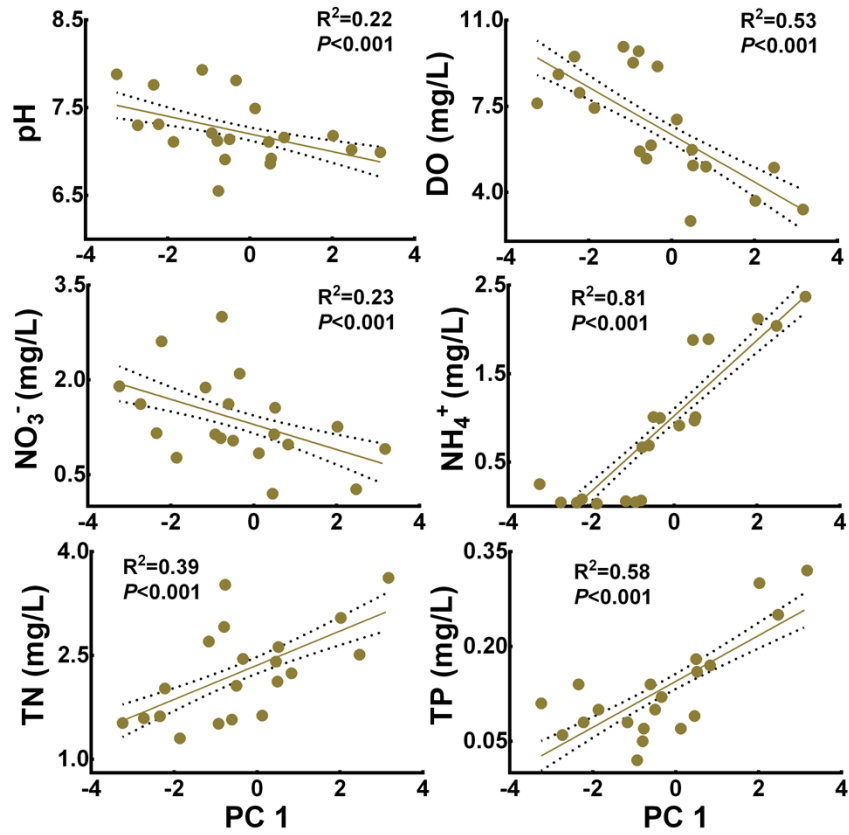 8.5
7.5
6.5
pH
R²=0.22
P<0.001
-4 -2 0 2 4
11.0
7.5
4.0
DO (mg/L)
R²=0.53
P<0.001
-4 -2 0 2 4
3.5
2.0
0.5
NO₃⁻ (mg/L)
R²=0.23
P<0.001
-4 -2 0 2 4
2.5
1.5
0.5
NH₄⁺ (mg/L)
R²=0.81
P<0.001
-4 -2 0 2 4
4.0
2.5
1.0
TN (mg/L)
R²=0.39
P<0.001
-4 -2 0 2 4
PC 1
0.35
0.20
0.05
TP (mg/L)
R²=0.58
P<0.001
-4 -2 0 2 4
PC 1